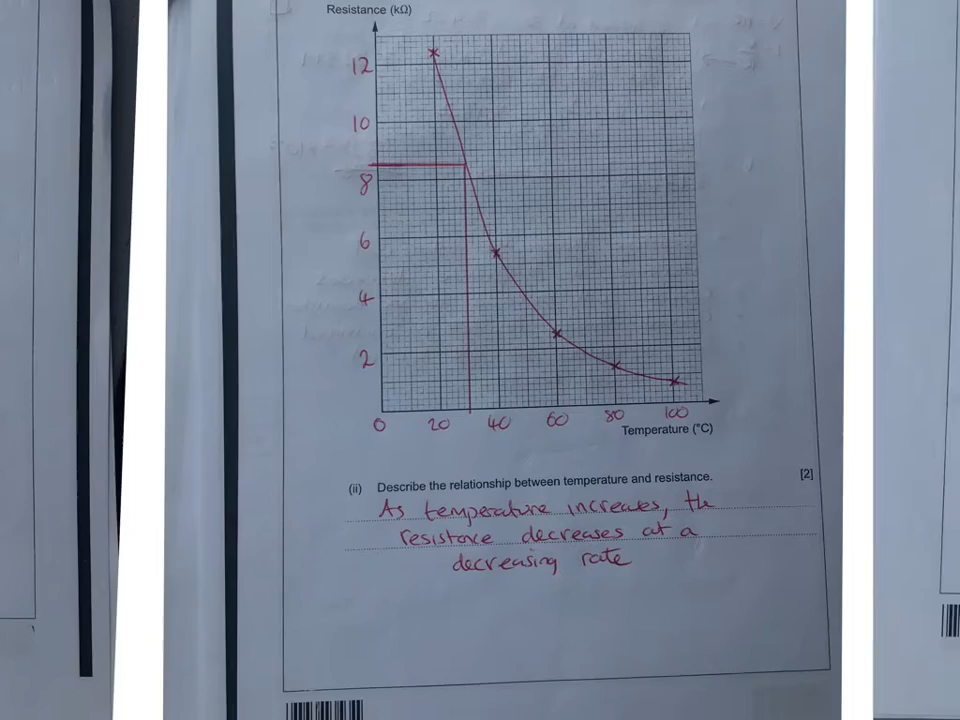 Resistance (kΩ)
12
10
8
6
4
2
0 20 40 60 80 100
Temperature (°C)
(ii) Describe the relationship between temperature and resistance. [2]
As temperature increases, the
resistance decreases at a
decreasing rate